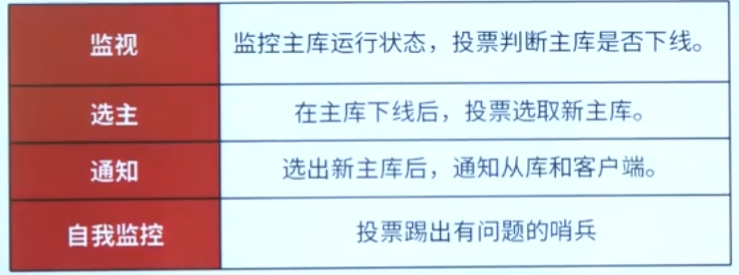 监视
监控主库运行状态，投票判断主库是否下线。
选主
在主库下线后，投票选取新主库。
通知
选出新主库后，通知从库和客户端。
自我监控
投票踢出有问题的哨兵